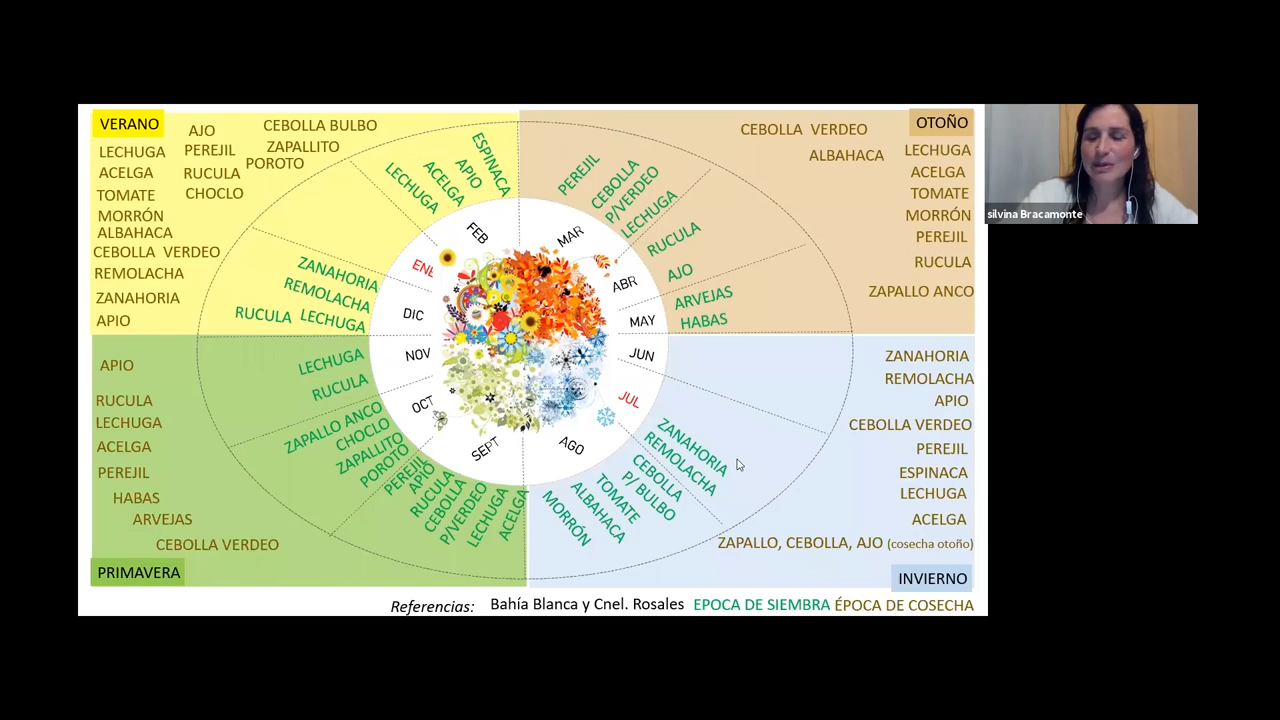 VERANO
AJO
CEBOLLA BULBO
LECHUGA
PEREJIL
ZAPALLITO
ACELGA
RUCULA
POROTO
TOMATE
CHOCLO
MORRÓN
ALBAHACA
CEBOLLA VERDEO
REMOLACHA
ZANAHORIA
APIO
LECHUGA
ACELGA
APIO
ESPINACA
ZANAHORIA
REMOLACHA
RUCULA LECHUGA
OTOÑO
CEBOLLA VERDEO
ALBAHACA
LECHUGA
ACELGA
TOMATE
MORRÓN
PEREJIL
RUCULA
ZAPALLO ANCO
PEREJIL
CEBOLLA
P/VERDEO
LECHUGA
RUCULA
AJO
ARVEJAS
HABAS
FEB
MAR
ENE
ABR
DIC
MAY
NOV
JUN
OCT
JUL
SEPT
AGO
APIO
RUCULA
LECHUGA
ACELGA
PEREJIL
HABAS
ARVEJAS
CEBOLLA VERDEO
PRIMAVERA
LECHUGA
RUCULA
ZAPALLO ANCO
CHOCLO
ZAPALLITO
POROTO
PEREJIL
APIO
RUCULA
CEBOLLA
P/VERDEO
LECHUGA
ACELGA
ZANAHORIA
REMOLACHA
CEBOLLA
P/ BULBO
TOMATE
ALBAHACA
MORRÓN
ZANAHORIA
REMOLACHA
APIO
CEBOLLA VERDEO
PEREJIL
ESPINACA
LECHUGA
ACELGA
ZAPALLO, CEBOLLA, AJO (cosecha otoño)
INVIERNO
Referencias: Bahía Blanca y Cnel. Rosales EPOCA DE SIEMBRA ÉPOCA DE COSECHA
silvina Bracamonte